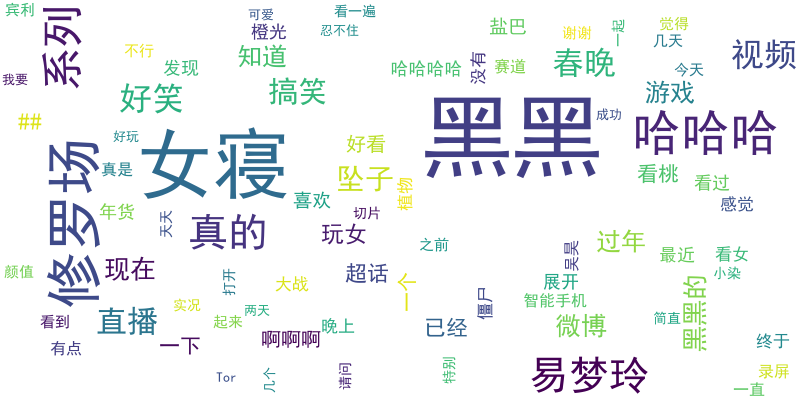 宾利
系列
可爱
看一遍
橙光
忍不住
不行
知道
发现
我要
好笑
搞笑
##
好玩
真是
修罗场
女寝
年货
天天
真的
颜值
现在
看到
有点
直播
一下
实况
起来
打开
两天
大战
啊啊啊
Tor
几个
请问
晚上
超话
玩女
切片
喜欢
坠子
好看
植物
一个
之前
已经
特别
僵尸
哈哈哈哈
没有
盐巴
赛道
谢谢
春晚
一起
觉得
几天
今天
视频
游戏
成功
黑黑
哈哈哈
看桃
看过
感觉
吴昊
过年
最近
看女
小染
展开
智能手机
微博
简直
黑黑的
终于
易梦玲
录屏
一直